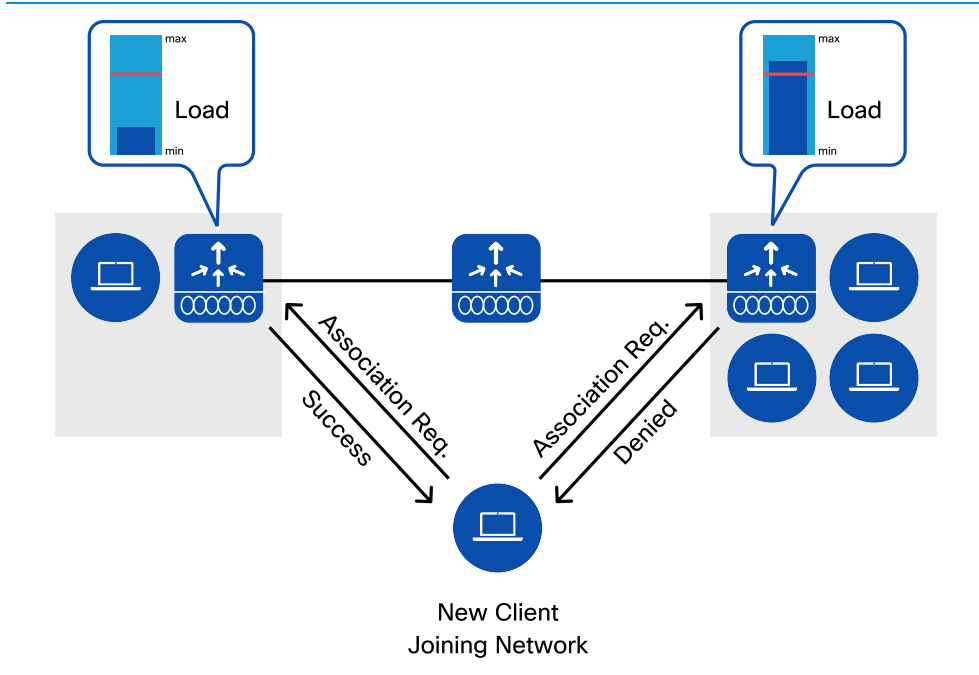 max
Load
min
max
Load
min
Association Req.
Success
Association Req.
Denied
New Client
Joining Network